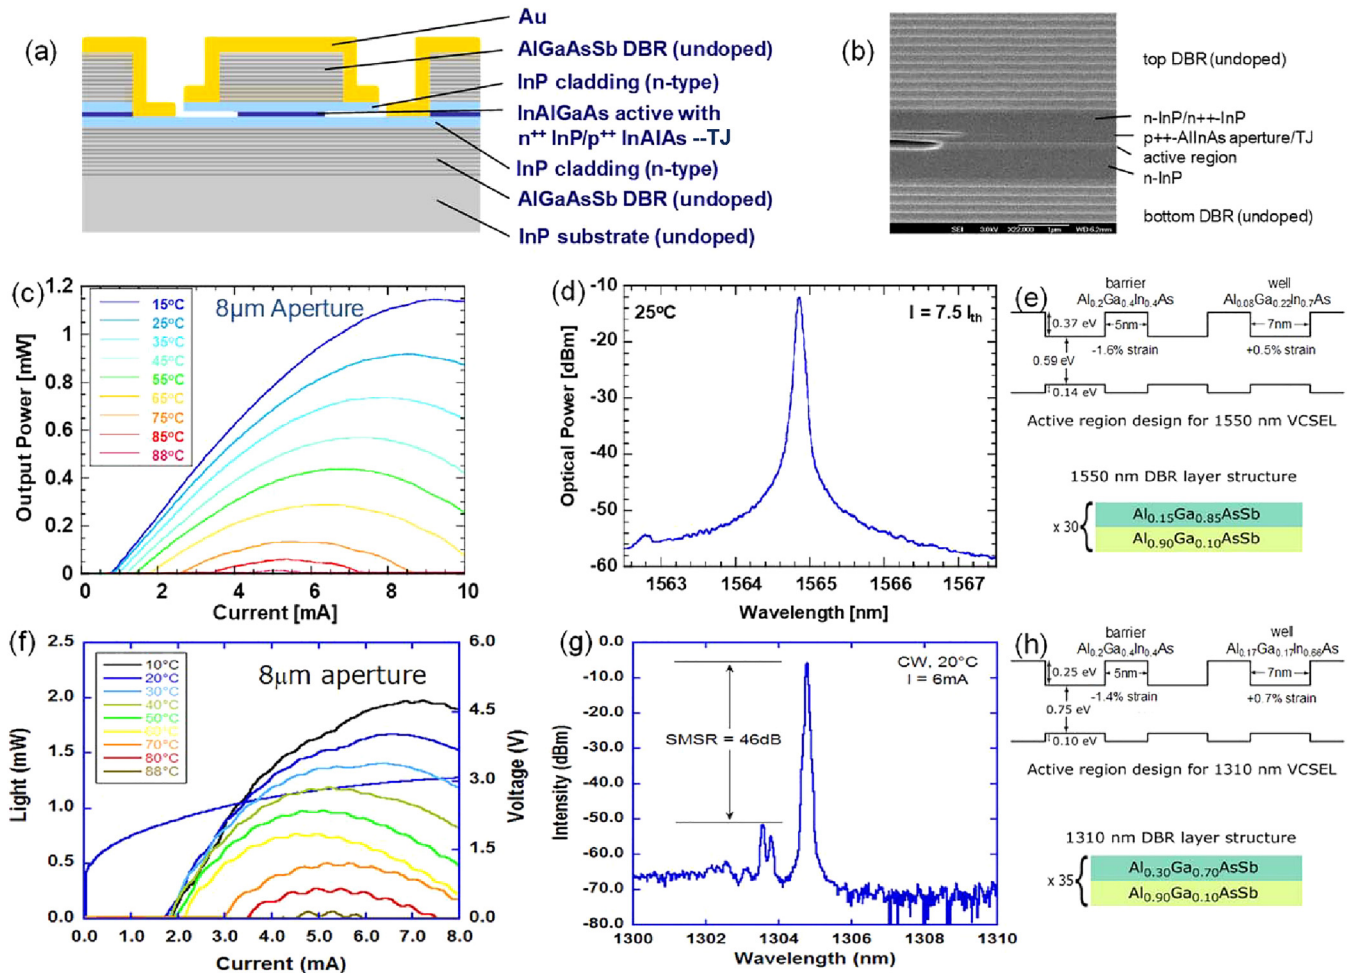 (a)
Au
AlGaAsSb DBR (undoped)
InP cladding (n-type)
InAlGaAs active with
n++ InP/p++ InAlAs --TJ
InP cladding (n-type)
AlGaAsSb DBR (undoped)
InP substrate (undoped)
(b)
top DBR (undoped)
n-InP/n++-InP
p++-AlInAs aperture/TJ
active region
n-InP
bottom DBR (undoped)
SEI 3.0kV X22,000 1µm WD 6.2mm
(c)
8µm Aperture
15°C
25°C
35°C
45°C
55°C
65°C
75°C
85°C
88°C
Output Power [mW]
1.2
1
0.8
0.6
0.4
0.2
0
0 2 4 6 8 10
Current [mA]
(d)
25°C
I = 7.5 Ith
Optical Power [dBm]
-10
-20
-30
-40
-50
-60
1563 1564 1565 1566 1567
Wavelength [nm]
(e)
barrier
Al0.2Ga0.4In0.4As
well
Al0.08Ga0.22In0.7As
0.37 eV
5nm
7nm
-1.6% strain
+0.5% strain
0.59 eV
0.14 eV
Active region design for 1550 nm VCSEL
1550 nm DBR layer structure
x 30
Al0.15Ga0.85AsSb
Al0.90Ga0.10AsSb
(f)
8µm aperture
10°C
20°C
30°C
40°C
50°C
60°C
70°C
80°C
88°C
Light (mW)
2.5
2.0
1.5
1.0
0.5
0.0
Voltage (V)
6.0
4.5
3.0
1.5
0.0
0.0 1.0 2.0 3.0 4.0 5.0 6.0 7.0 8.0
Current (mA)
(g)
CW, 20°C
I = 6mA
SMSR = 46dB
Intensity (dBm)
0.0
-10.0
-20.0
-30.0
-40.0
-50.0
-60.0
-70.0
-80.0
1300 1302 1304 1306 1308 1310
Wavelength (nm)
(h)
barrier
Al0.2Ga0.4In0.4As
well
Al0.17Ga0.17In0.66As
0.25 eV
5nm
7nm
-1.4% strain
+0.7% strain
0.75 eV
0.10 eV
Active region design for 1310 nm VCSEL
1310 nm DBR layer structure
x 35
Al0.30Ga0.70AsSb
Al0.90Ga0.10AsSb